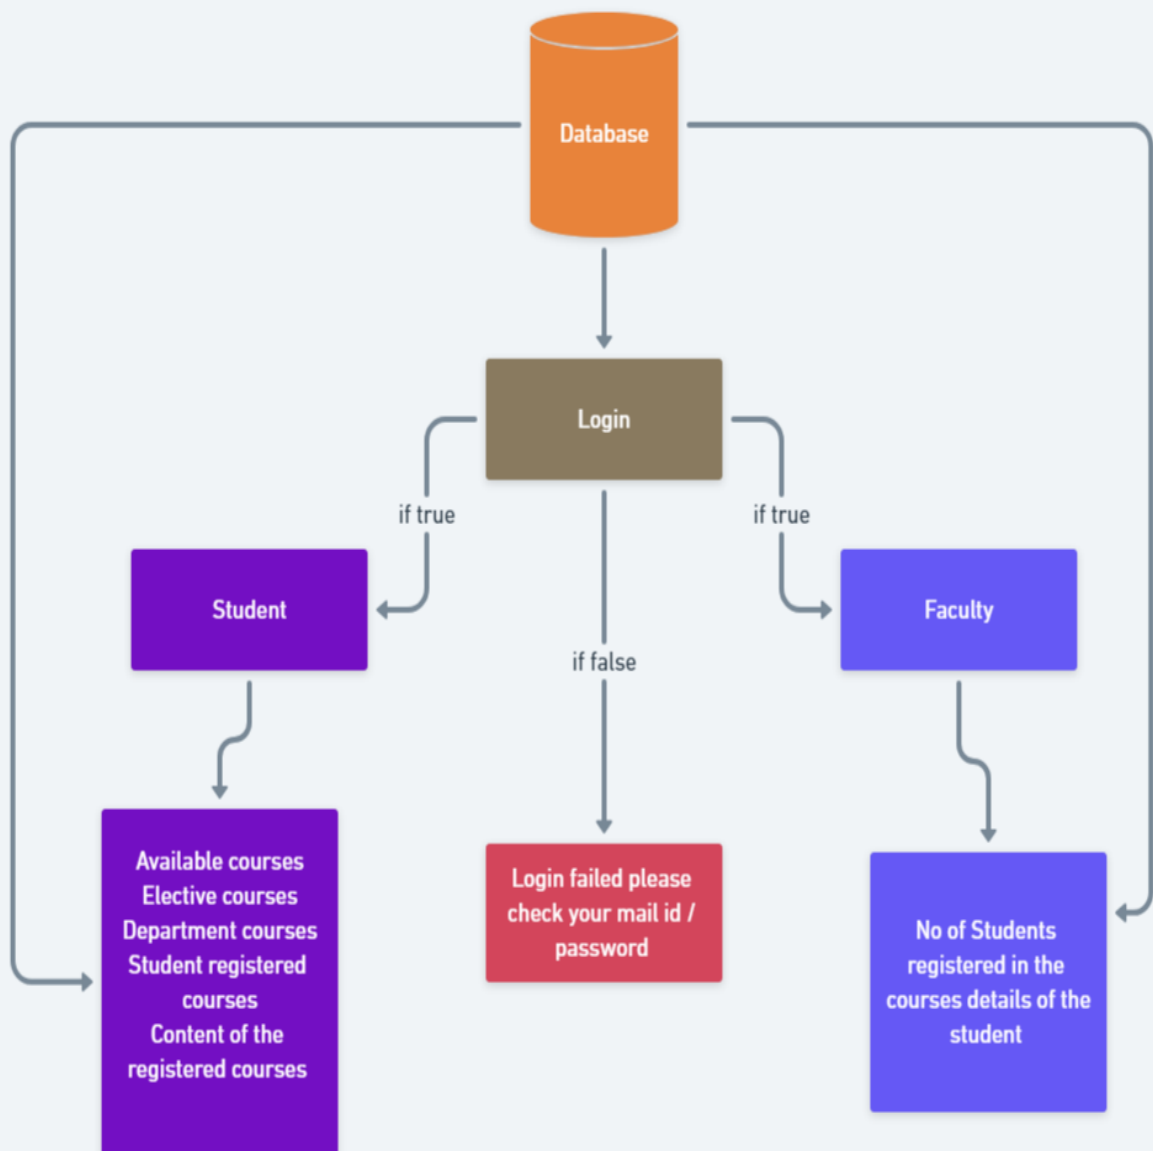 Database
Login
if true
if true
Student
Faculty
if false
Available courses
Elective courses
Department courses
Student registered
courses
Content of the
registered courses
Login failed please
check your mail id /
password
No of Students
registered in the
courses details of the
student